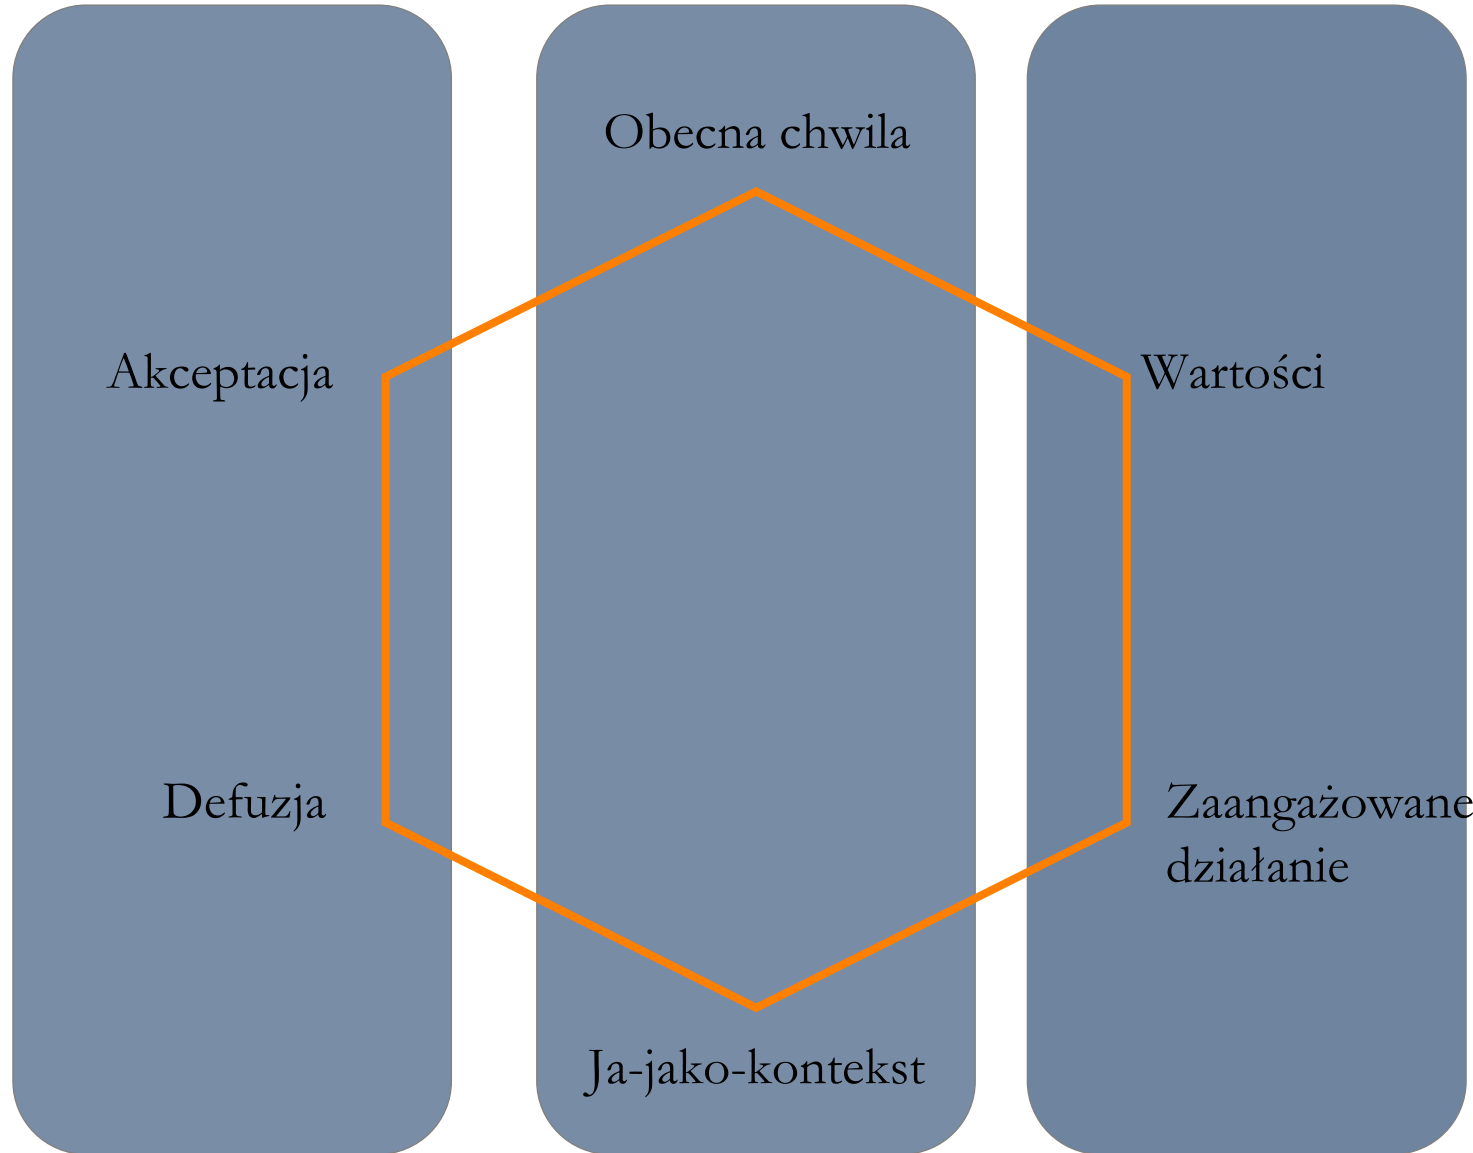 Obecna chwila
Akceptacja
Wartości
Defuzja
Zaangażowane
działanie
Ja-jako-kontekst